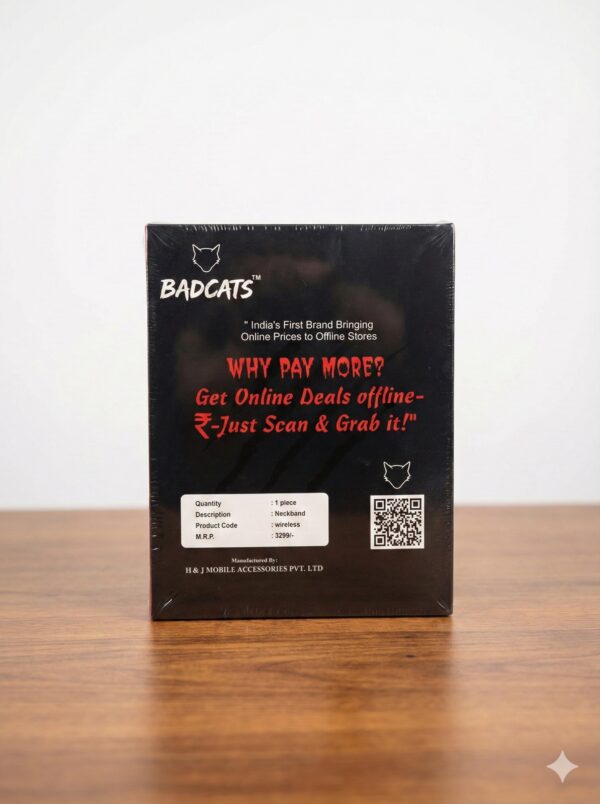 BADCATS™
" India's First Brand Bringing
Online Prices to Offline Stores
WHY PAY MORE?
Get Online Deals offline-
₹-Just Scan & Grab it!"
Quantity : 1 piece
Description : Neckband
Product Code : wireless
M.R.P. : 3299/-
Manufactured By:
H & J MOBILE ACCESSORIES PVT. LTD